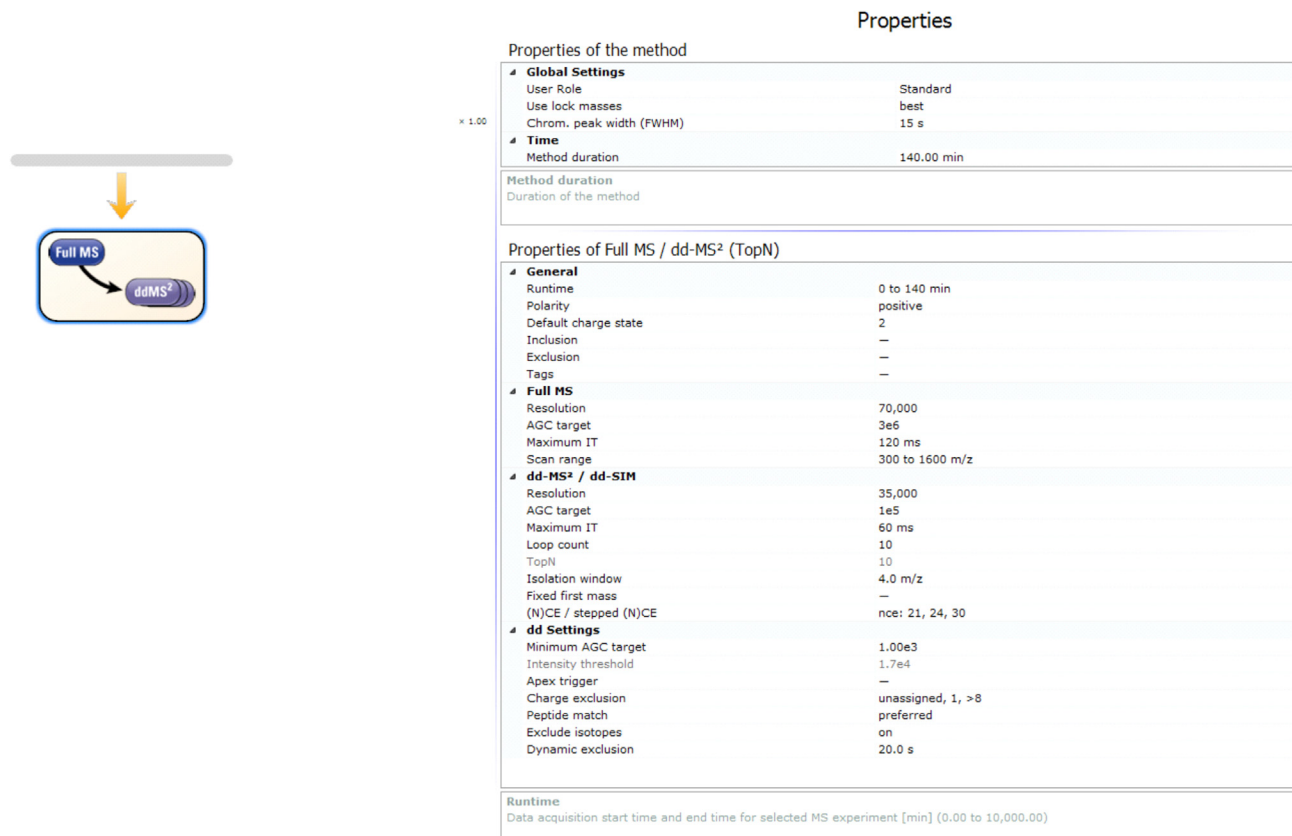 Properties
Properties of the method
Global Settings
User Role Standard
Use lock masses best
× 1.00
Chrom. peak width (FWHM) 15 s
Time
Method duration 140.00 min
Method duration
Duration of the method
Full MS
ddMS²
Properties of Full MS / dd-MS² (TopN)
General
Runtime 0 to 140 min
Polarity positive
Default charge state 2
Inclusion —
Exclusion —
Tags —
Full MS
Resolution 70,000
AGC target 3e6
Maximum IT 120 ms
Scan range 300 to 1600 m/z
dd-MS² / dd-SIM
Resolution 35,000
AGC target 1e5
Maximum IT 60 ms
Loop count 10
TopN 10
Isolation window 4.0 m/z
Fixed first mass —
(N)CE / stepped (N)CE nce: 21, 24, 30
dd Settings
Minimum AGC target 1.00e3
Intensity threshold 1.7e4
Apex trigger —
Charge exclusion unassigned, 1, >8
Peptide match preferred
Exclude isotopes on
Dynamic exclusion 20.0 s
Runtime
Data acquisition start time and end time for selected MS experiment [min] (0.00 to 10,000.00)